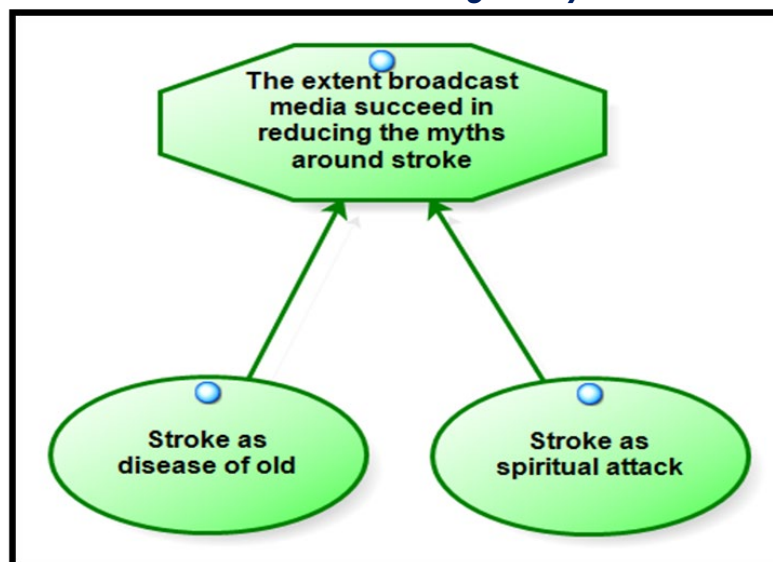 The extent broadcast
media succeed in
reducing the myths
around stroke
Stroke as
disease of old
Stroke as
spiritual attack